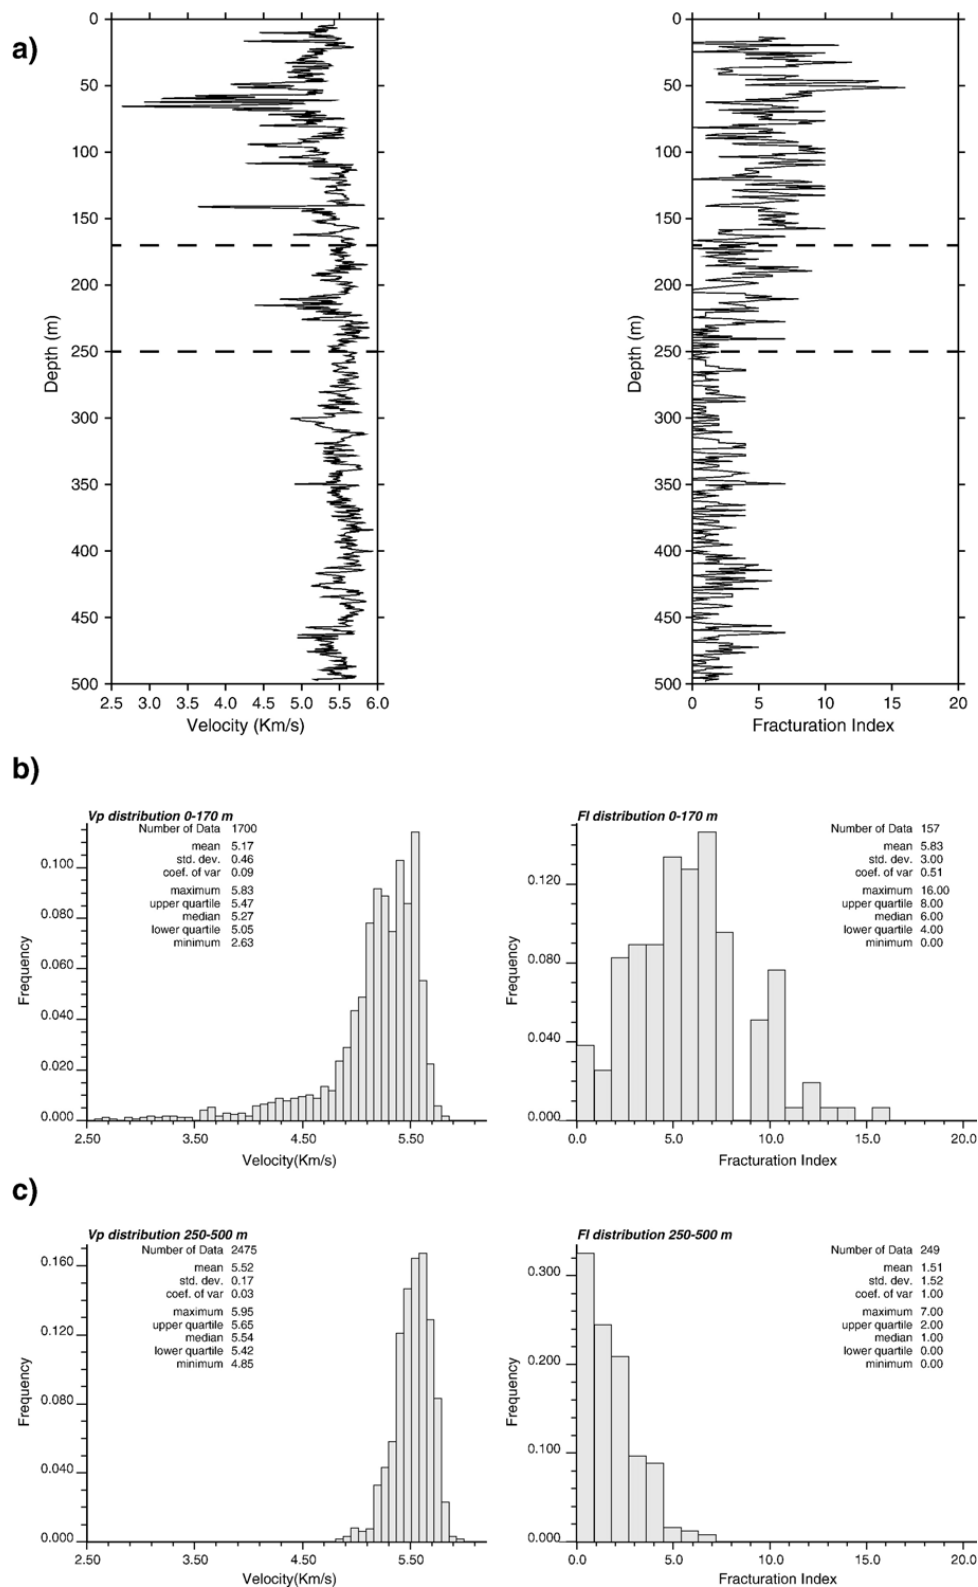 a)
0
50
100
150
200
250
300
350
400
450
500
Depth (m)
2.5 3.0 3.5 4.0 4.5 5.0 5.5 6.0
Velocity (Km/s)
0
50
100
150
200
250
300
350
400
450
500
Depth (m)
0 5 10 15 20
Fracturation Index
b)
Vp distribution 0-170 m
Number of Data 1700
mean 5.17
std. dev. 0.46
coef. of var 0.09
maximum 5.83
upper quartile 5.47
median 5.27
lower quartile 5.05
minimum 2.63
Frequency
0.100
0.080
0.060
0.040
0.020
0.000
2.50 3.50 4.50 5.50
Velocity(Km/s)
FI distribution 0-170 m
Number of Data 157
mean 5.83
std. dev. 3.00
coef. of var 0.51
maximum 16.00
upper quartile 8.00
median 6.00
lower quartile 4.00
minimum 0.00
Frequency
0.120
0.080
0.040
0.000
0.0 5.0 10.0 15.0 20.0
Fracturation Index
c)
Vp distribution 250-500 m
Number of Data 2475
mean 5.52
std. dev. 0.17
coef. of var 0.03
maximum 5.95
upper quartile 5.65
median 5.54
lower quartile 5.42
minimum 4.85
Frequency
0.160
0.120
0.080
0.040
0.000
2.50 3.50 4.50 5.50
Velocity(Km/s)
FI distribution 250-500 m
Number of Data 249
mean 1.51
std. dev. 1.52
coef. of var 1.00
maximum 7.00
upper quartile 2.00
median 1.00
lower quartile 0.00
minimum 0.00
Frequency
0.300
0.200
0.100
0.000
0.0 5.0 10.0 15.0 20.0
Fracturation Index